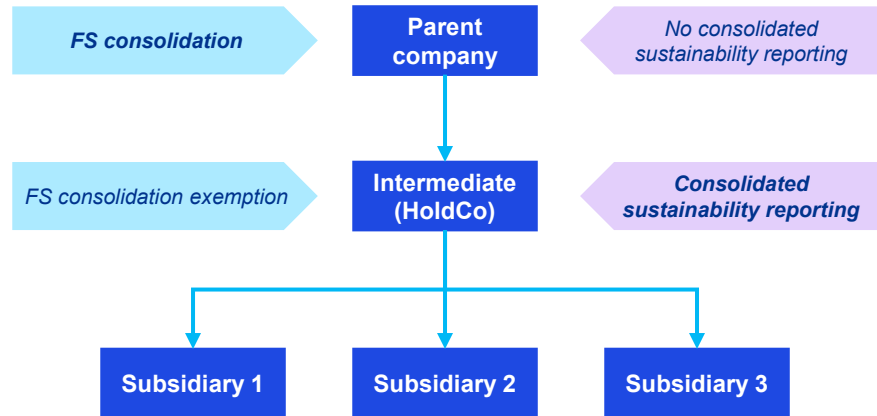 FS consolidation
Parent
company
No consolidated
sustainability reporting
FS consolidation exemption
Intermediate
(HoldCo)
Consolidated
sustainability reporting
Subsidiary 1
Subsidiary 2
Subsidiary 3